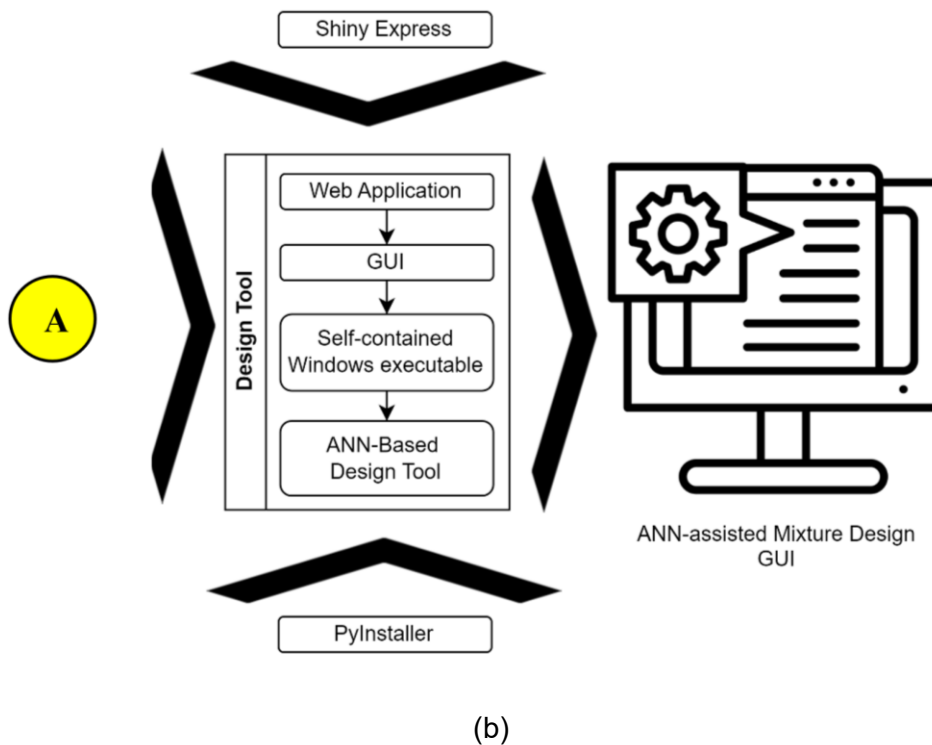 Shiny Express
A
Design Tool
Web Application
GUI
Self-contained
Windows executable
ANN-Based
Design Tool
ANN-assisted Mixture Design
GUI
PyInstaller
(b)